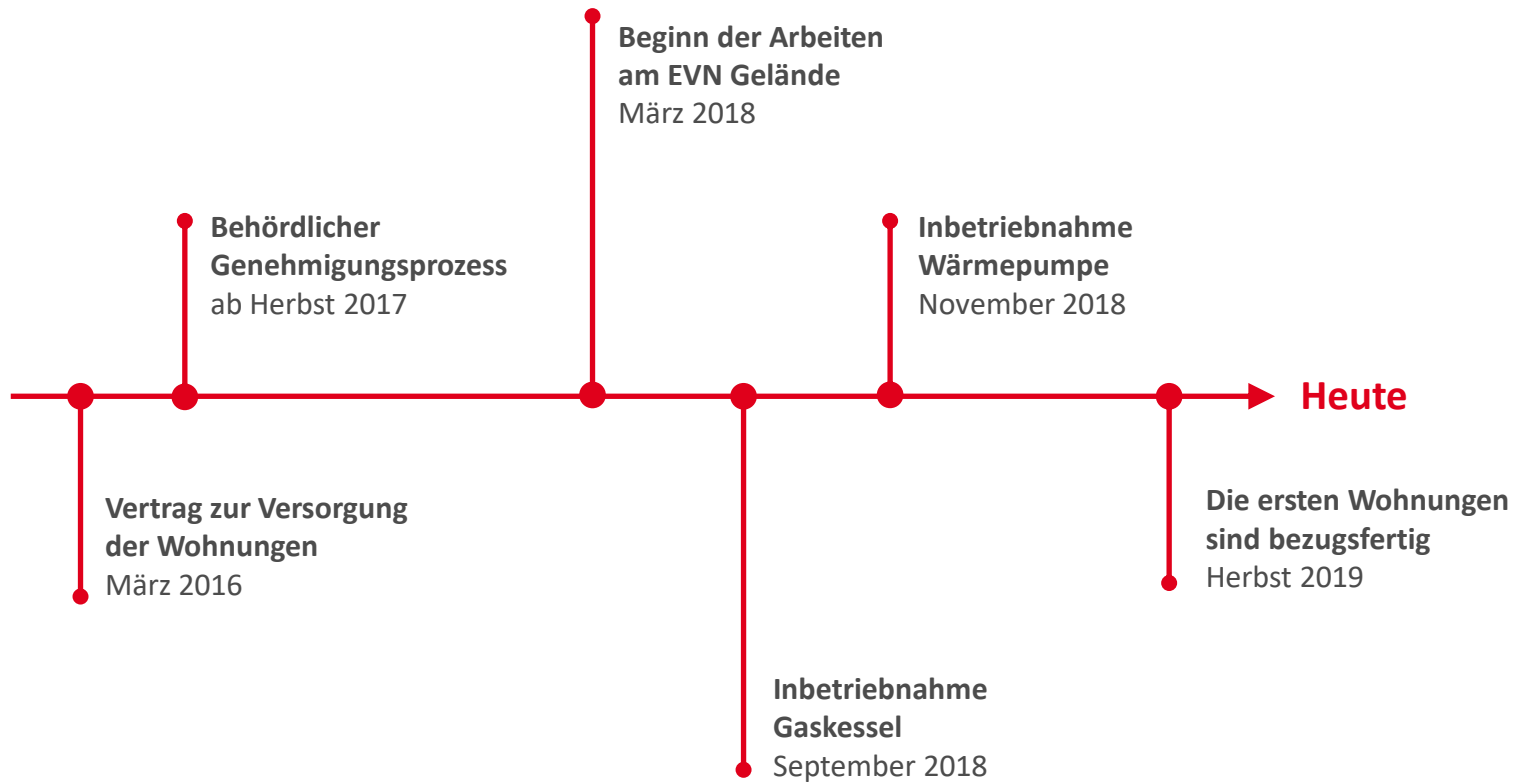 Beginn der Arbeiten
am EVN Gelände
März 2018
Behördlicher
Genehmigungsprozess
ab Herbst 2017
Inbetriebnahme
Wärmepumpe
November 2018
Heute
Vertrag zur Versorgung
der Wohnungen
März 2016
Die ersten Wohnungen
sind bezugsfertig
Herbst 2019
Inbetriebnahme
Gaskessel
September 2018